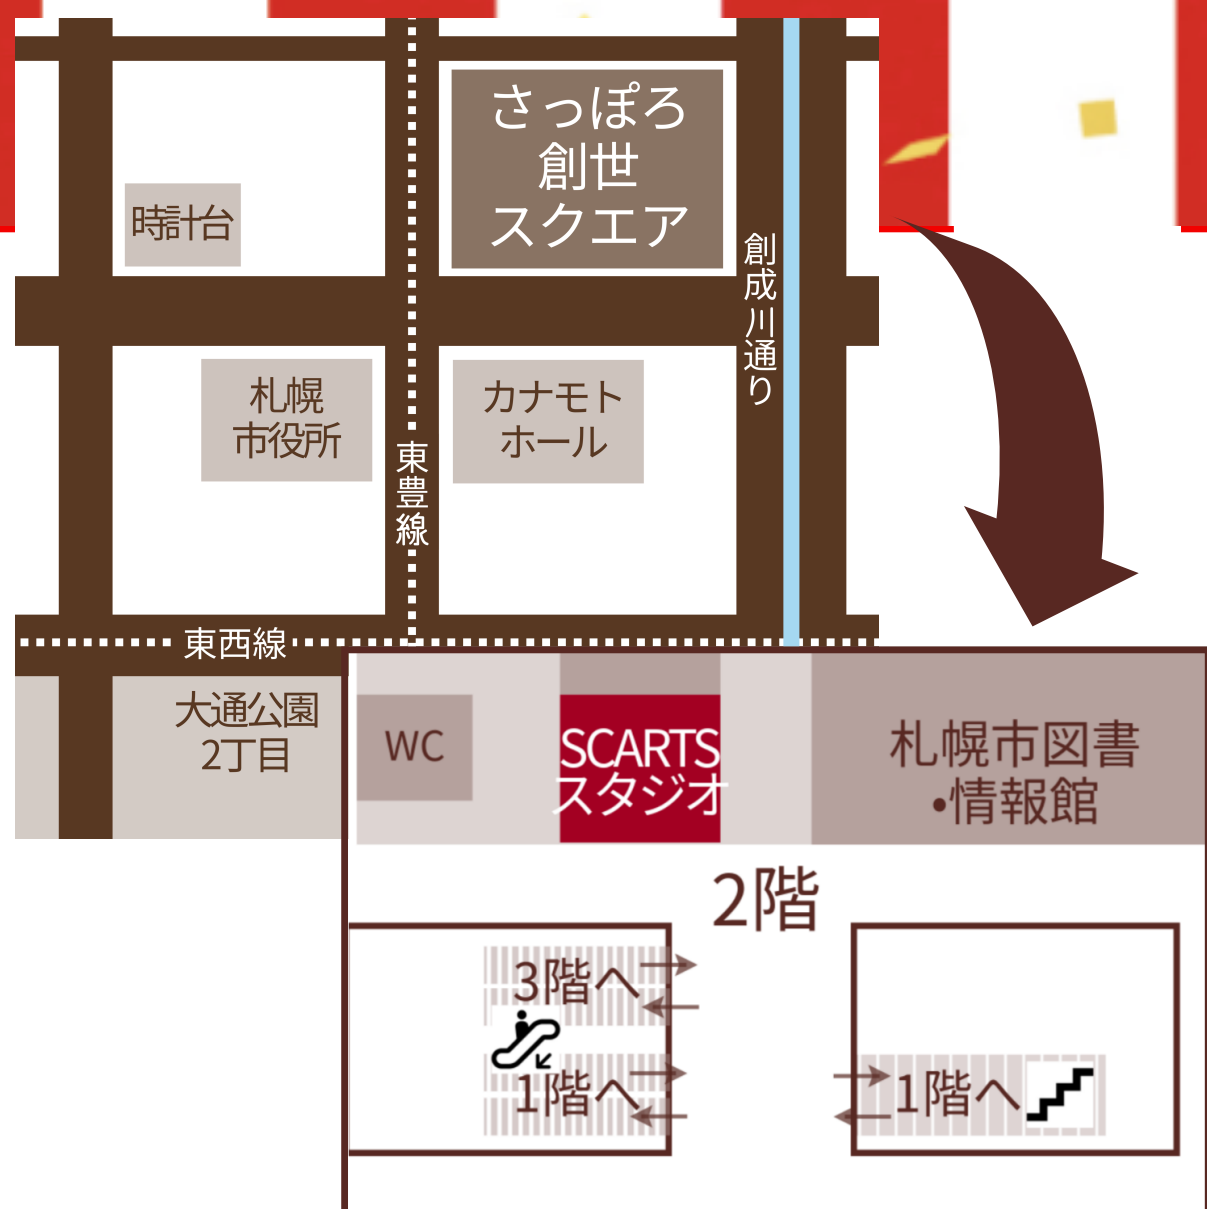 さっぽろ
創世
スクエア
時計台
創成川通り
札幌
市役所
カナモト
ホール
東豊線
東西線
大通公園
2丁目
WC
SCARTS
スタジオ
札幌市図書
•情報館
2階
3階へ
1階へ
1階へ